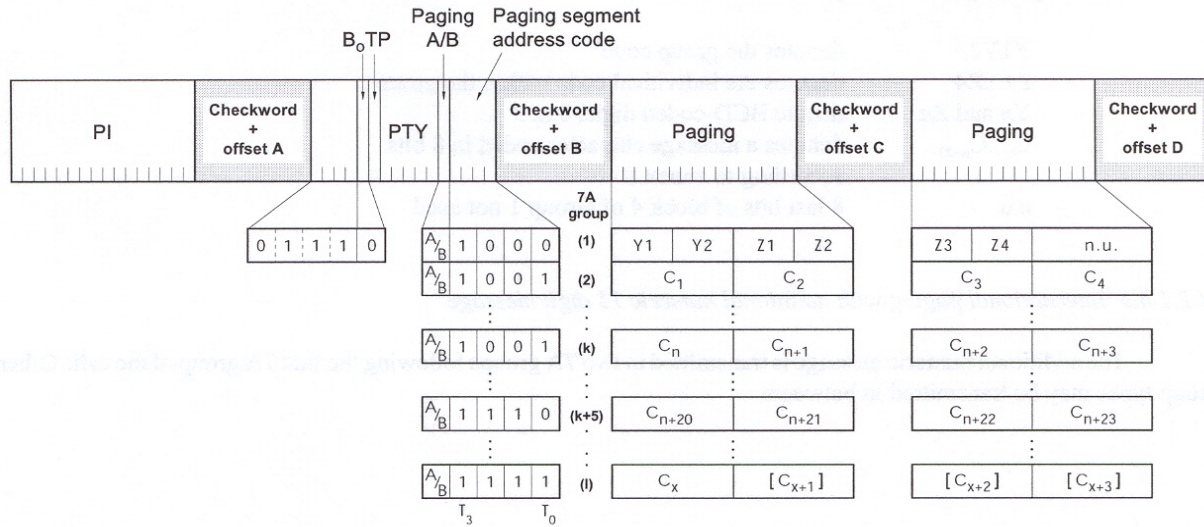 Paging
A/B
Paging segment
address code
B₀TP
PI
Checkword
+
offset A
PTY
Checkword
+
offset B
Paging
Checkword
+
offset C
Paging
Checkword
+
offset D
7A
group
0 1 1 1 0
A/B 1 0 0 0 (1) Y1 Y2 Z1 Z2 Z3 Z4 n.u.
A/B 1 0 0 1 (2) C₁ C₂ C₃ C₄
A/B 1 0 0 1 (k) Cₙ Cₙ₊₁ Cₙ₊₂ Cₙ₊₃
A/B 1 1 1 0 (k+5) Cₙ₊₂₀ Cₙ₊₂₁ Cₙ₊₂₂ Cₙ₊₂₃
A/B 1 1 1 1 (l) Cₓ [Cₓ₊₁] [Cₓ₊₂] [Cₓ₊₃]
T₃ T₀